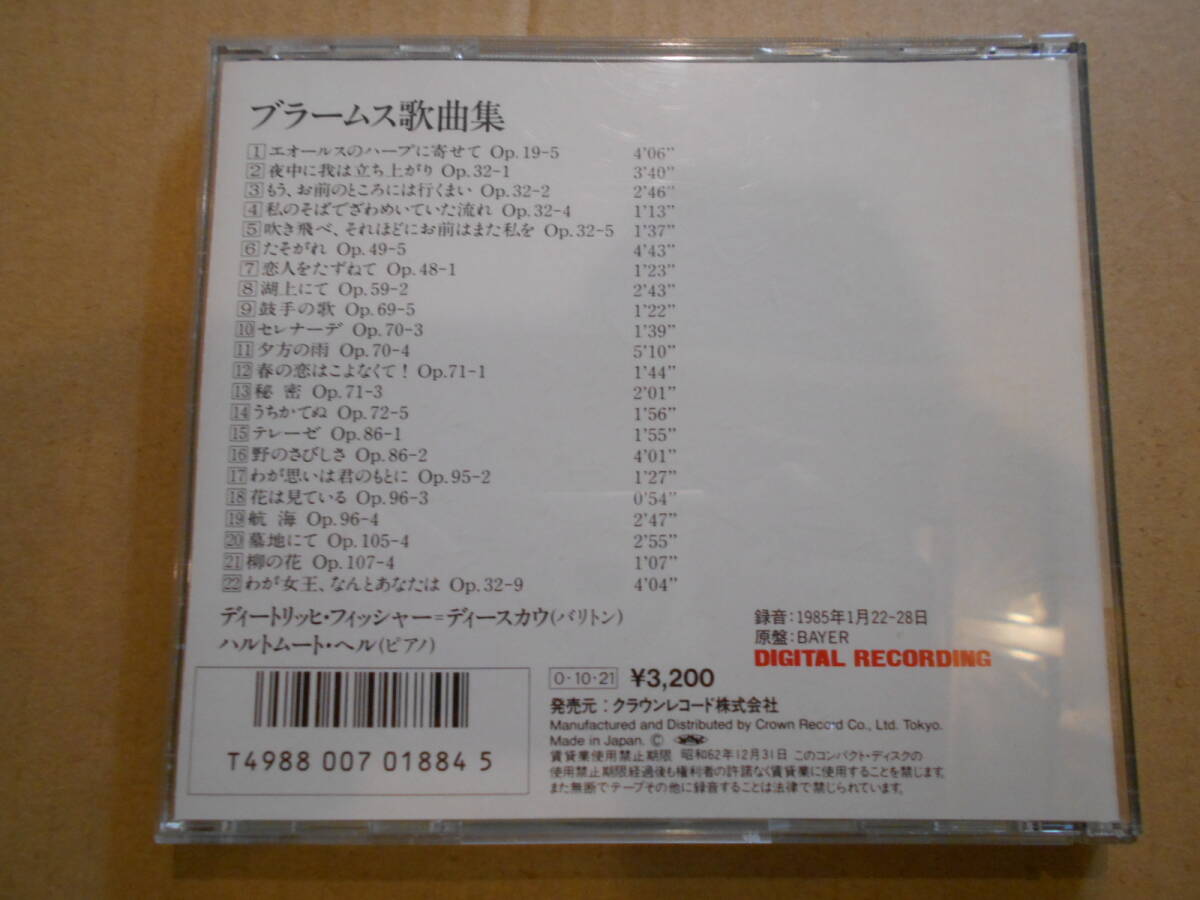 ブラームス歌曲集
1 エオールスのハープに寄せて Op.19-5 4'06"
2 夜中に我は立ち上がり Op.32-1 3'40"
3 もう、お前のところには行くまい Op.32-2 2'46"
4 私のそばでざわめいていた流れ Op.32-4 1'13"
5 吹き飛べ、それほどにお前はまた私を Op.32-5 1'37"
6 たそがれ Op.49-5 4'43"
7 恋人をたずねて Op.48-1 1'23"
8 湖上にて Op.59-2 2'43"
9 鼓手の歌 Op.69-5 1'22"
10 セレナーデ Op.70-3 1'39"
11 夕方の雨 Op.70-4 5'10"
12 春の恋はこよなくて! Op.71-1 1'44"
13 秘 密 Op.71-3 2'01"
14 うちかてぬ Op.72-5 1'56"
15 テレーゼ Op.86-1 1'55"
16 野のさびしさ Op.86-2 4'01"
17 わが思いは君のもとに Op.95-2 1'27"
18 花は見ている Op.96-3 0'54"
19 航 海 Op.96-4 2'47"
20 墓地にて Op.105-4 2'55"
21 柳の花 Op.107-4 1'07"
22 わが女王、なんとあなたは Op.32-9 4'04"
ディートリッヒ・フィッシャー=ディースカウ(バリトン)
ハルトムート・ヘル(ピアノ)
録音:1985年1月22-28日
原盤:BAYER
DIGITAL RECORDING
T4988 007 01884 5
0・10・21 ¥3,200
発売元:クラウンレコード株式会社
Manufactured and Distributed by Crown Record Co., Ltd. Tokyo.
Made in Japan. ©
賃貸業使用禁止期限 昭和62年12月31日 このコンパクト・ディスクの
使用禁止期限経過後も権利者の許諾なく賃貸業に使用することを禁じます。
また無断でテープその他に録音することは法律で禁じられています。